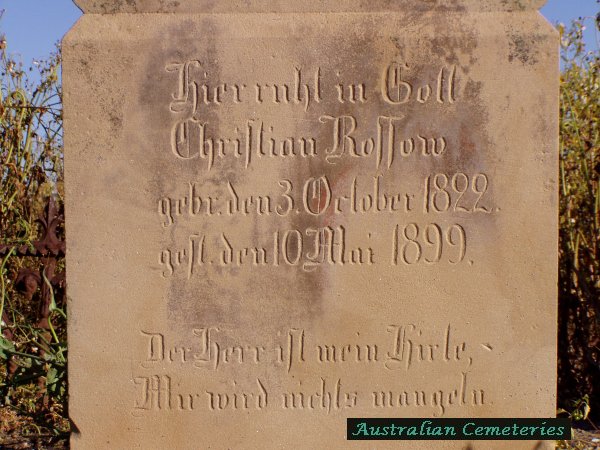 Hier ruht in Gott
Christian Rossow
gebr. den 3. October 1822.
gest. den 10 Mai 1899.
Der Herr ist mein Hirte,
Mir wird nichts mangeln.
Australian Cemeteries